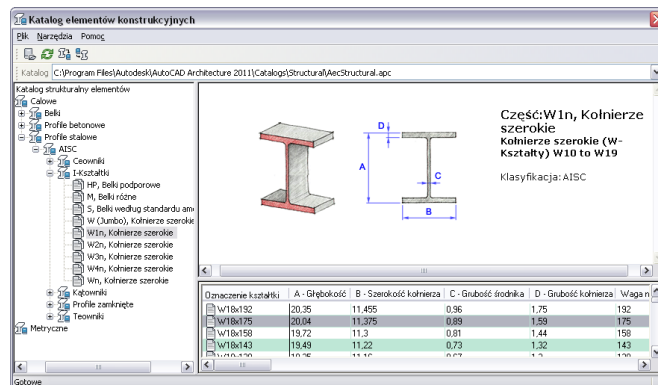 Katalog elementów konstrukcyjnych
Plik Narzędzia Pomoc
Katalog C:\Program Files\Autodesk\AutoCAD Architecture 2011\Catalogs\Structural\AecStructural.apc
Katalog strukturalny elementów
Calowe
Belki
Profile betonowe
Profile stalowe
AISC
Ceowniki
I-Kształtki
HP, Belki podporowe
M, Belki różne
S, Belki według standardu ame
W (Jumbo), Kołnierze szerokie
W1n, Kołnierze szerokie
W2n, Kołnierze szerokie
W3n, Kołnierze szerokie
W4n, Kołnierze szerokie
Wn, Kołnierze szerokie
Kątowniki
Profile zamknięte
Teowniki
Metryczne
D
A
C
B
Część:W1n, Kołnierze
szerokie
Kołnierze szerokie (W-
Kształty) W10 to W19
Klasyfikacja: AISC
Oznaczenie kształtki A - Głębokość B - Szerokość kołnierza C - Grubość środnika D - Grubość kołnierza Waga n
W18x192 20,35 11,455 0,96 1,75 192
W18x175 20,04 11,375 0,89 1,59 175
W18x158 19,72 11,3 0,81 1,44 158
W18x143 19,49 11,22 0,73 1,32 143
Gotowe